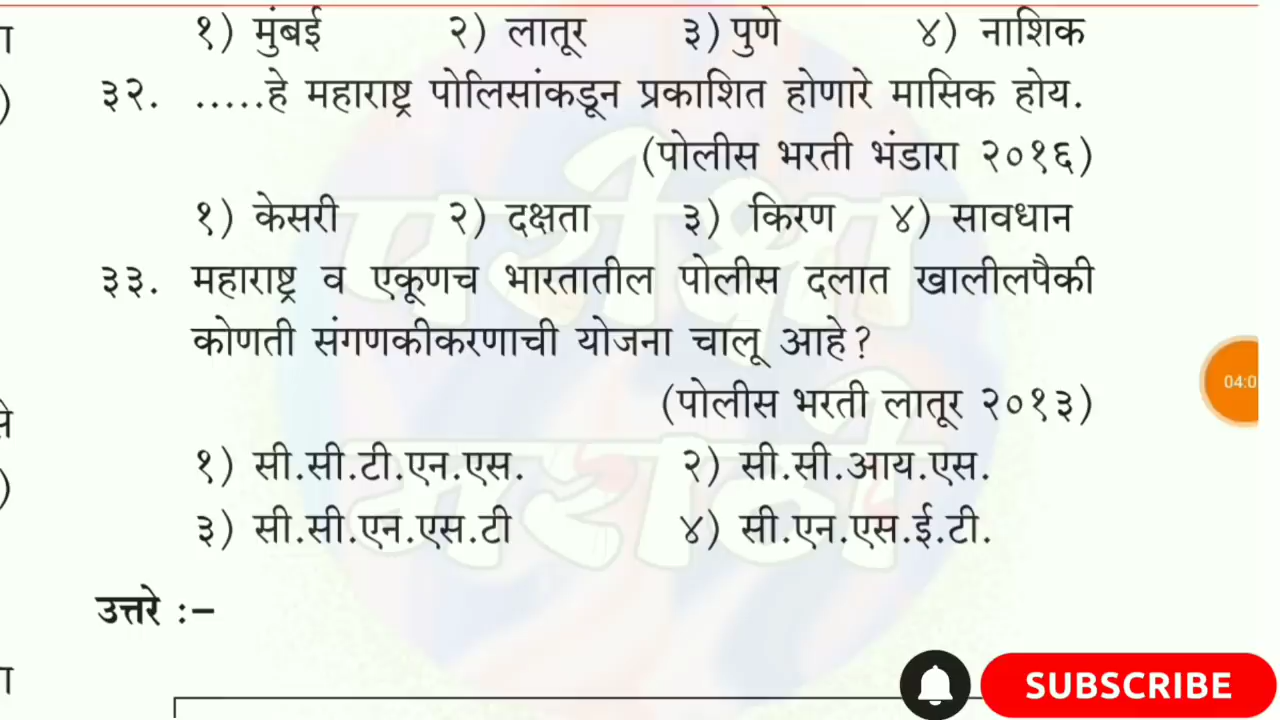 १) मुंबई २) लातूर ३) पुणे ४) नाशिक
३२. .....हे महाराष्ट्र पोलिसांकडून प्रकाशित होणारे मासिक होय.
(पोलीस भरती भंडारा २०१६)
१) केसरी २) दक्षता ३) किरण ४) सावधान
३३. महाराष्ट्र व एकूणच भारतातील पोलीस दलात खालीलपैकी
कोणती संगणकीकरणाची योजना चालू आहे?
(पोलीस भरती लातूर २०१३)
१) सी.सी.टी.एन.एस. २) सी.सी.आय.एस.
३) सी.सी.एन.एस.टी ४) सी.एन.एस.ई.टी.
उत्तरे :–
परीक्षा
मराठी
04:0
SUBSCRIBE